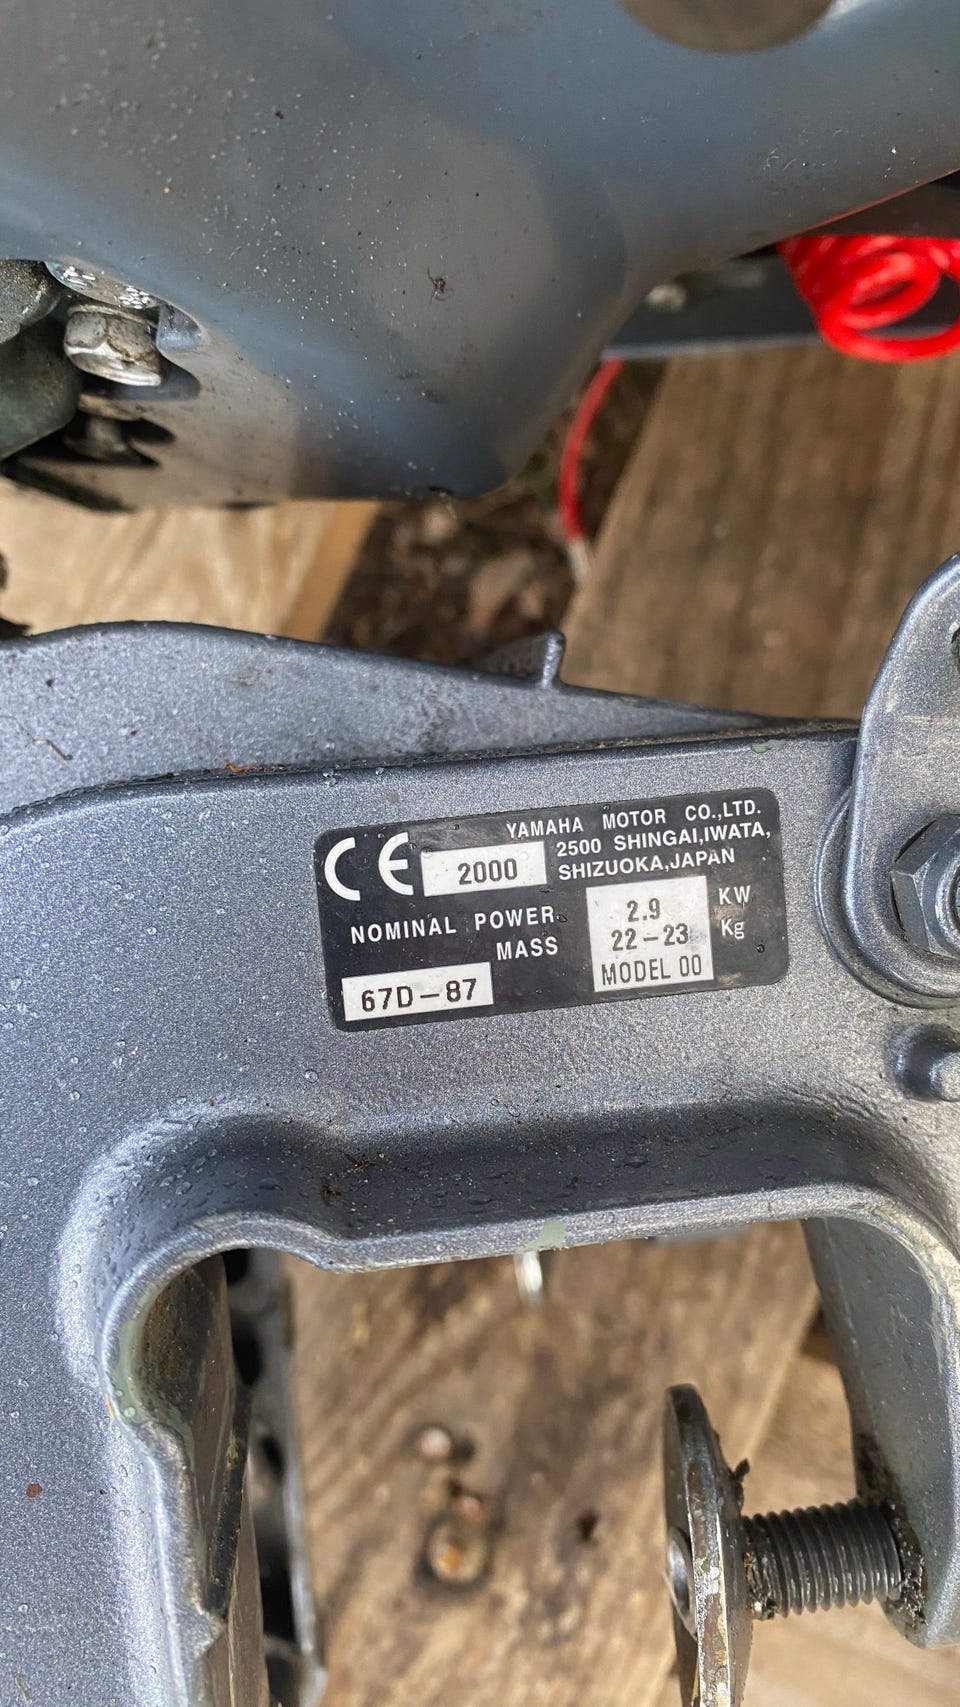 CE 2000 YAMAHA MOTOR CO.,LTD.
2500 SHINGAI,IWATA,
SHIZUOKA,JAPAN
NOMINAL POWER 2.9 KW
MASS 22-23 Kg
67D-87 MODEL 00